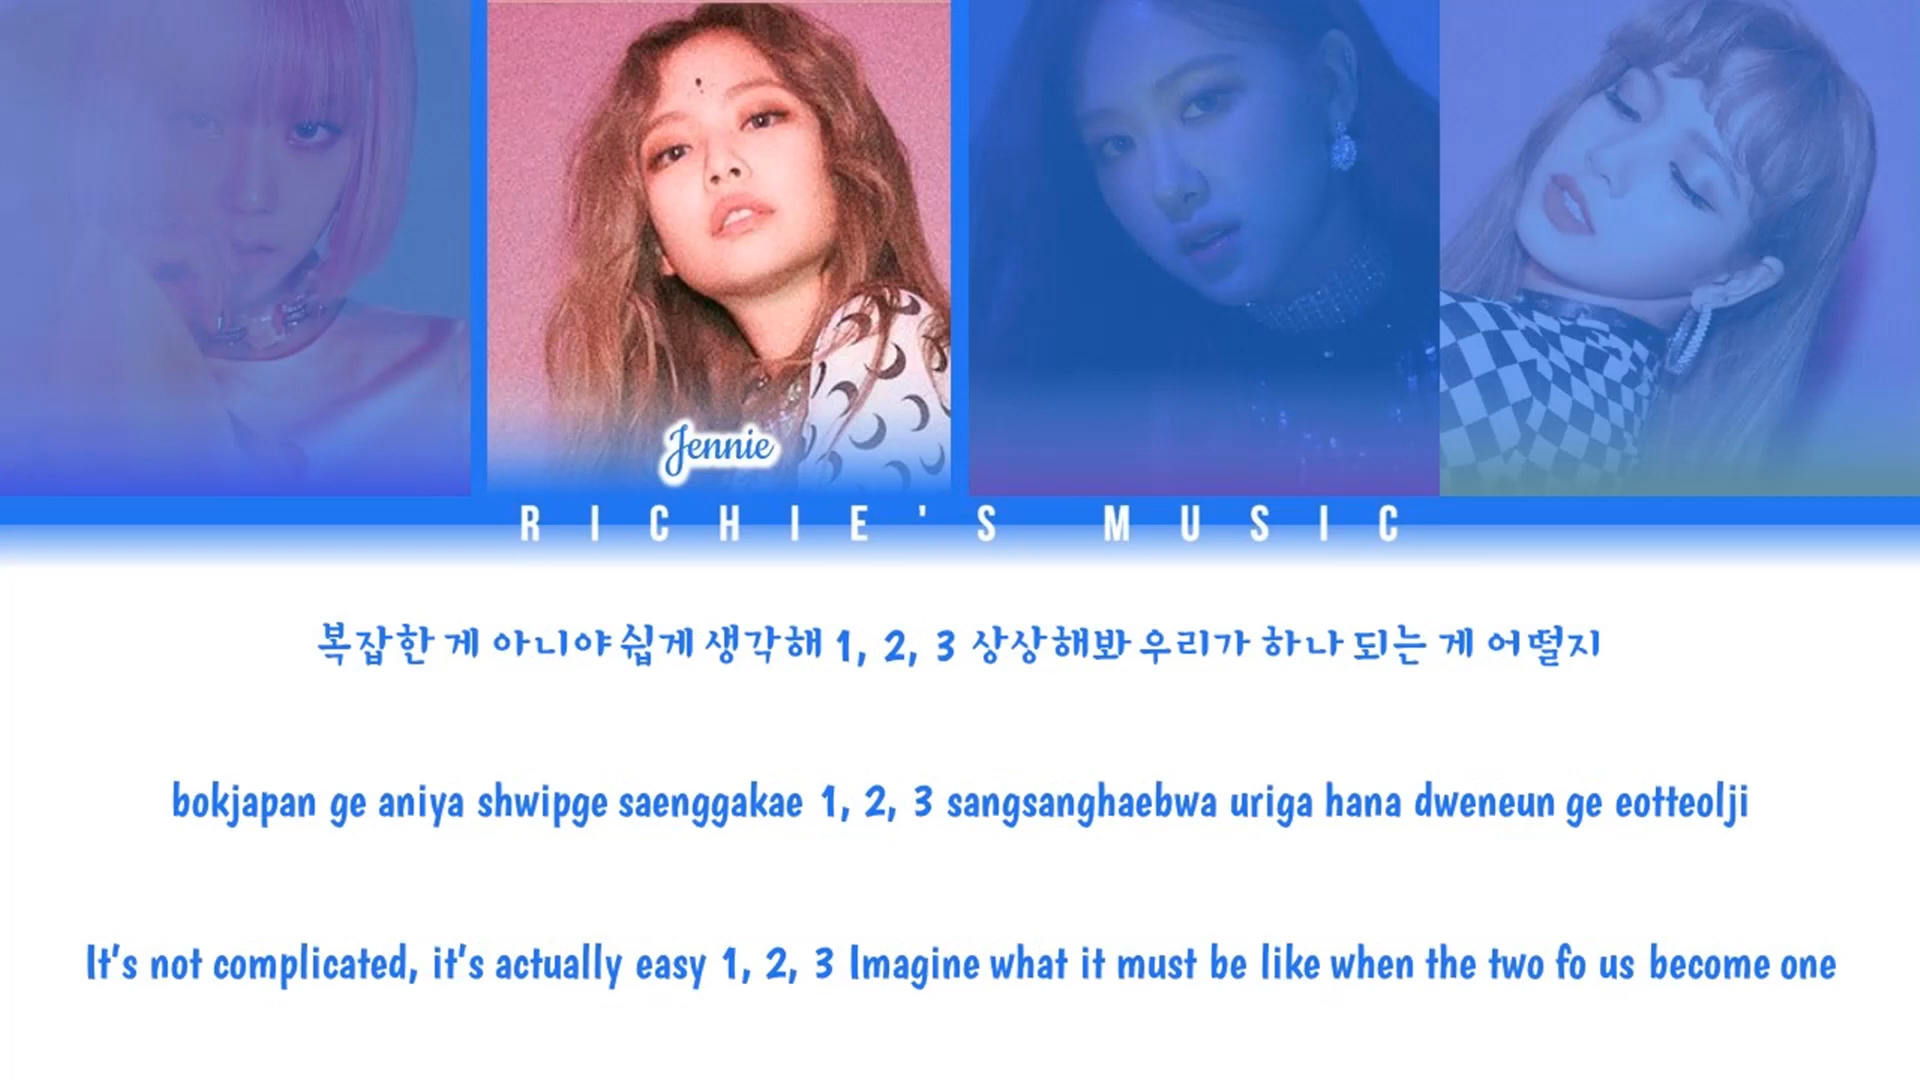 Jennie
RICHIE'S MUSIC
복잡한 게 아니야 쉽게 생각해 1, 2, 3 상상해봐 우리가 하나 되는 게 어떨지
bokjapan ge aniya shwipge saenggakae 1, 2, 3 sangsanghaebwa uriga hana dweneun ge eotteolji
It's not complicated, it's actually easy 1, 2, 3 Imagine what it must be like when the two fo us become one